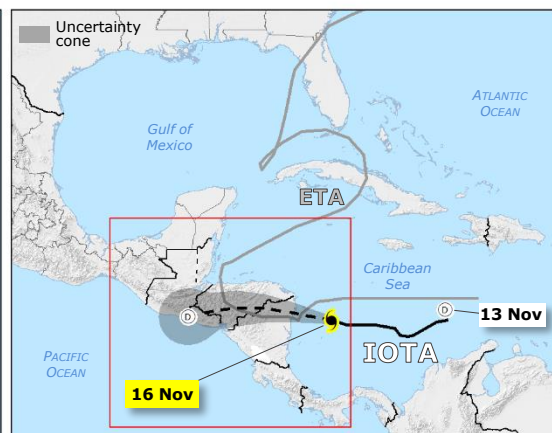 Uncertainty
cone
ATLANTIC
OCEAN
Gulf of
Mexico
ETA
Caribbean
Sea
D
13 Nov
D
IOTA
PACIFIC
OCEAN
16 Nov